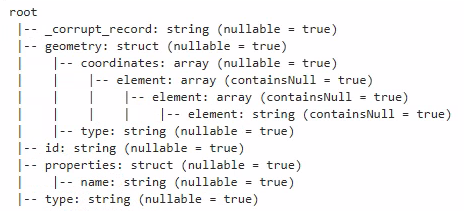 root
 |-- _corrupt_record: string (nullable = true)
 |-- geometry: struct (nullable = true)
 |    |-- coordinates: array (nullable = true)
 |    |    |-- element: array (containsNull = true)
 |    |    |    |-- element: array (containsNull = true)
 |    |    |    |    |-- element: string (containsNull = true)
 |    |-- type: string (nullable = true)
 |-- id: string (nullable = true)
 |-- properties: struct (nullable = true)
 |    |-- name: string (nullable = true)
 |-- type: string (nullable = true)